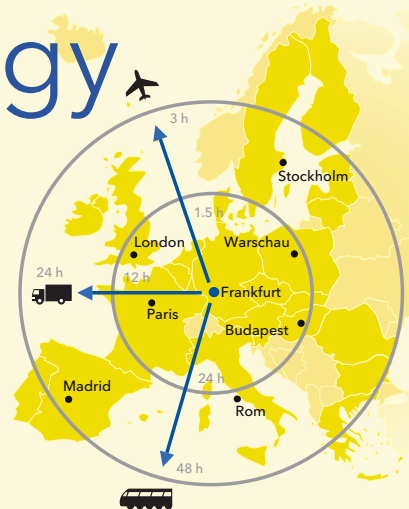 gy
3 h
Stockholm
1.5 h
London
Warschau
24 h
12 h
Frankfurt
Paris
Budapest
24 h
Madrid
Rom
48 h